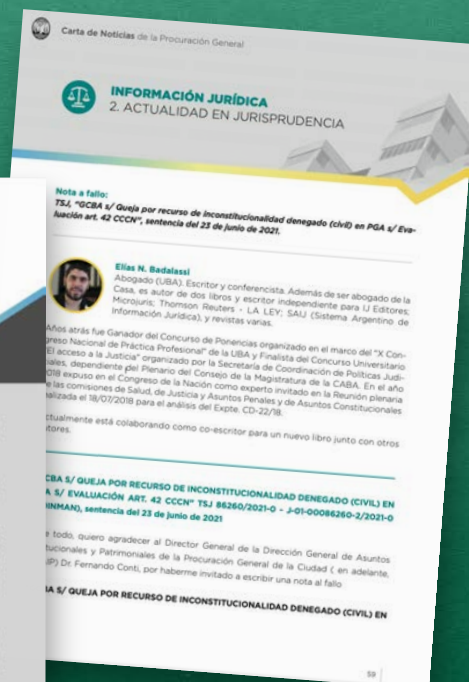 Carta de Noticias de la Procuración General
INFORMACIÓN JURÍDICA
2. ACTUALIDAD EN JURISPRUDENCIA
Nota a fallo:
TSJ, "GCBA s/ Queja por recurso de inconstitucionalidad denegado (civil) en PGA s/ Eva-
luación art. 42 CCCN", sentencia del 23 de junio de 2021.
Elías N. Badalassi
Abogado (UBA). Escritor y conferencista. Además de ser abogado de la
Casa, es autor de dos libros y escritor independiente para IJ Editores;
Microjuris; Thomson Reuters - LA LEY; SAIJ (Sistema Argentino de
Información Jurídica), y revistas varias.
Años atrás fue Ganador del Concurso de Ponencias organizado en el marco del "X Con-
greso Nacional de Práctica Profesional" de la UBA y Finalista del Concurso Universitario
"El acceso a la Justicia" organizado por la Secretaría de Coordinación de Políticas Judi-
iales, dependiente del Plenario del Consejo de la Magistratura de la CABA. En el año
018 expuso en el Congreso de la Nación como experto invitado en la Reunión plenaria
e las comisiones de Salud, de Justicia y Asuntos Penales y de Asuntos Constitucionales
alizada el 18/07/2018 para el análisis del Expte. CD-22/18.
ctualmente está colaborando como co-escritor para un nuevo libro junto con otros
tores.
CBA S/ QUEJA POR RECURSO DE INCONSTITUCIONALIDAD DENEGADO (CIVIL) EN
A S/ EVALUACIÓN ART. 42 CCCN" TSJ 86260/2021-0 - J-01-00086260-2/2021-0
INMAN), sentencia del 23 de junio de 2021
e todo, quiero agradecer al Director General de la Dirección General de Asuntos
tucionales y Patrimoniales de la Procuración General de la Ciudad ( en adelante,
IP) Dr. Fernando Conti, por haberme invitado a escribir una nota al fallo
BA S/ QUEJA POR RECURSO DE INCONSTITUCIONALIDAD DENEGADO (CIVIL) EN
59